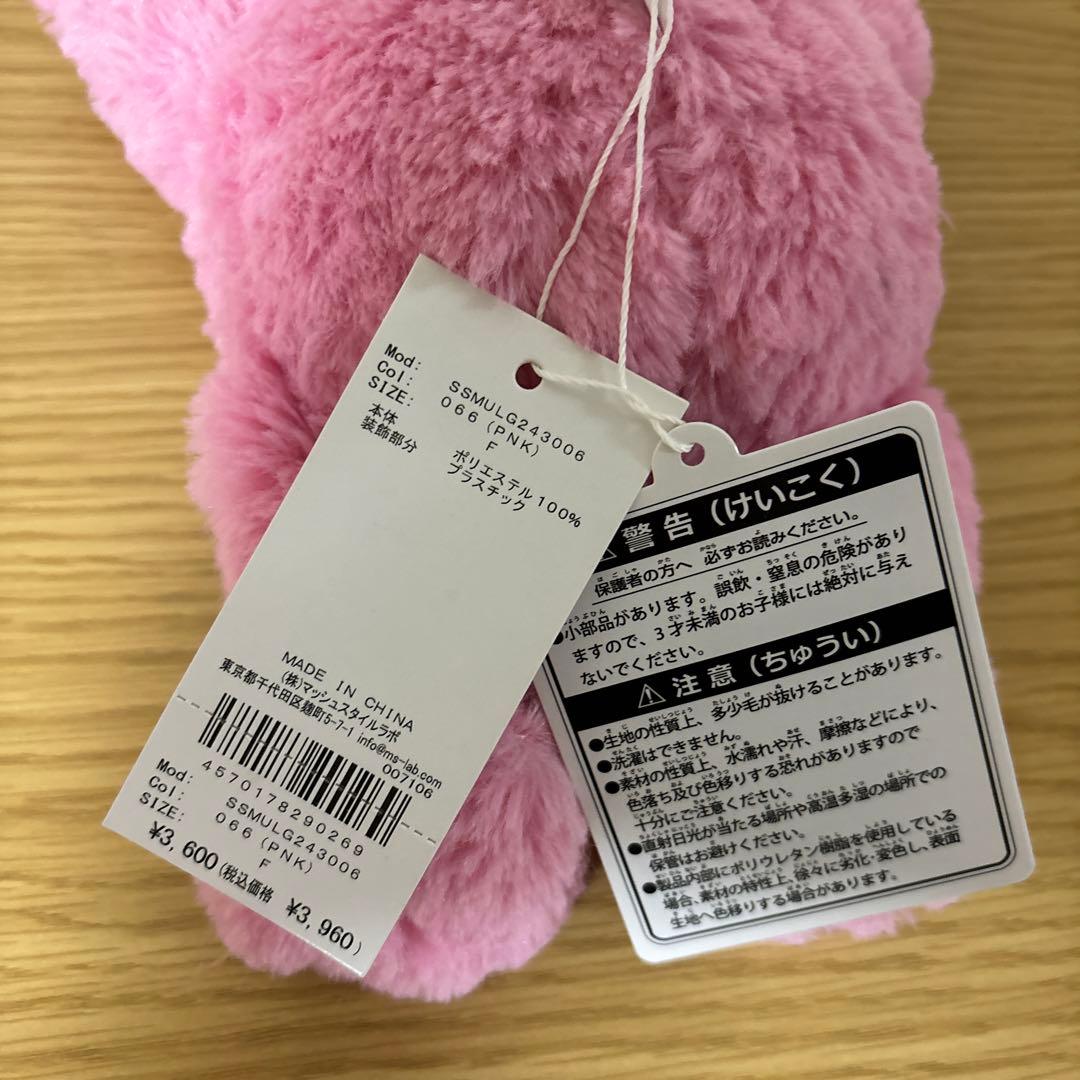 Mod: SSMULG243006
Col: 066 (PNK)
SIZE: F
本体 ポリエステル 100%
装飾部分 プラスチック
MADE IN CHINA
(株)マッシュスタイルラボ
東京都千代田区麹町5-7-1 info@ms-lab.com
007106
4570178290269
Mod: SSMULG243006
Col: 066 (PNK)
SIZE: F
¥3,600(税込価格 ¥3,960)
警告(けいこく)
保護者の方へ 必ずお読みください。
●小部品があります。誤飲・窒息の危険があり
ますので、3才未満のお子様には絶対に与え
ないでください。
注意(ちゅうい)
●生地の性質上、多少毛が抜けることがあります。
●洗濯はできません。
●素材の性質上、水濡れや汗、摩擦などにより、
色落ち及び色移りする恐れがありますので
十分にご注意ください。
●直射日光が当たる場所や高温多湿の場所での
保管はお避けください。
●製品内部にポリウレタン樹脂を使用している
場合、素材の特性上、徐々に劣化・変色し、表面
生地へ色移りする場合があります。